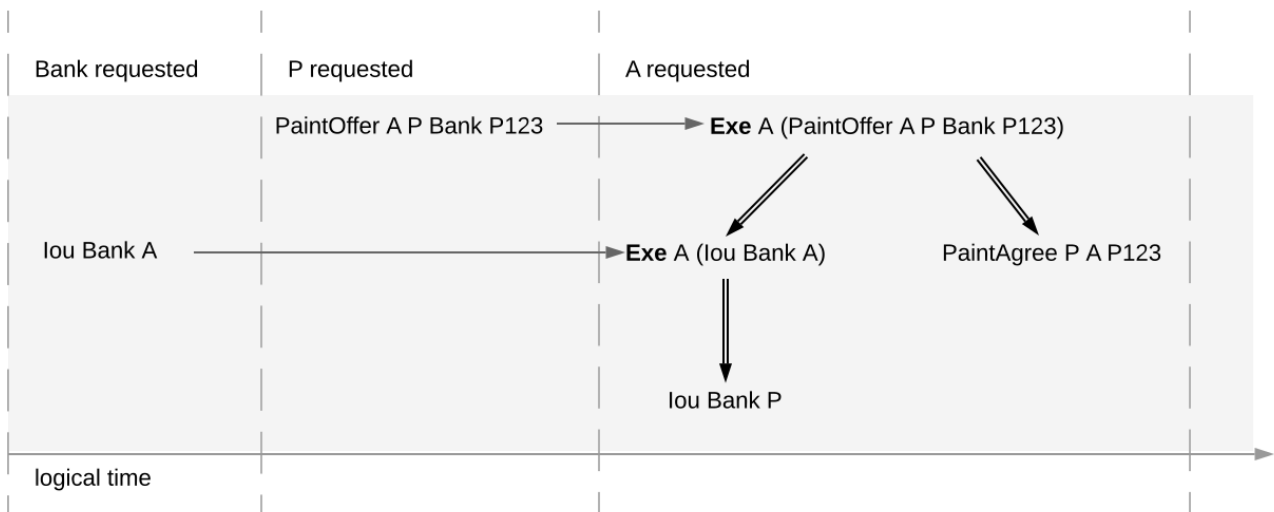 Bank requested
P requested
A requested
PaintOffer A P Bank P123
Exe A (PaintOffer A P Bank P123)
Iou Bank A
Exe A (Iou Bank A)
PaintAgree P A P123
Iou Bank P
logical time